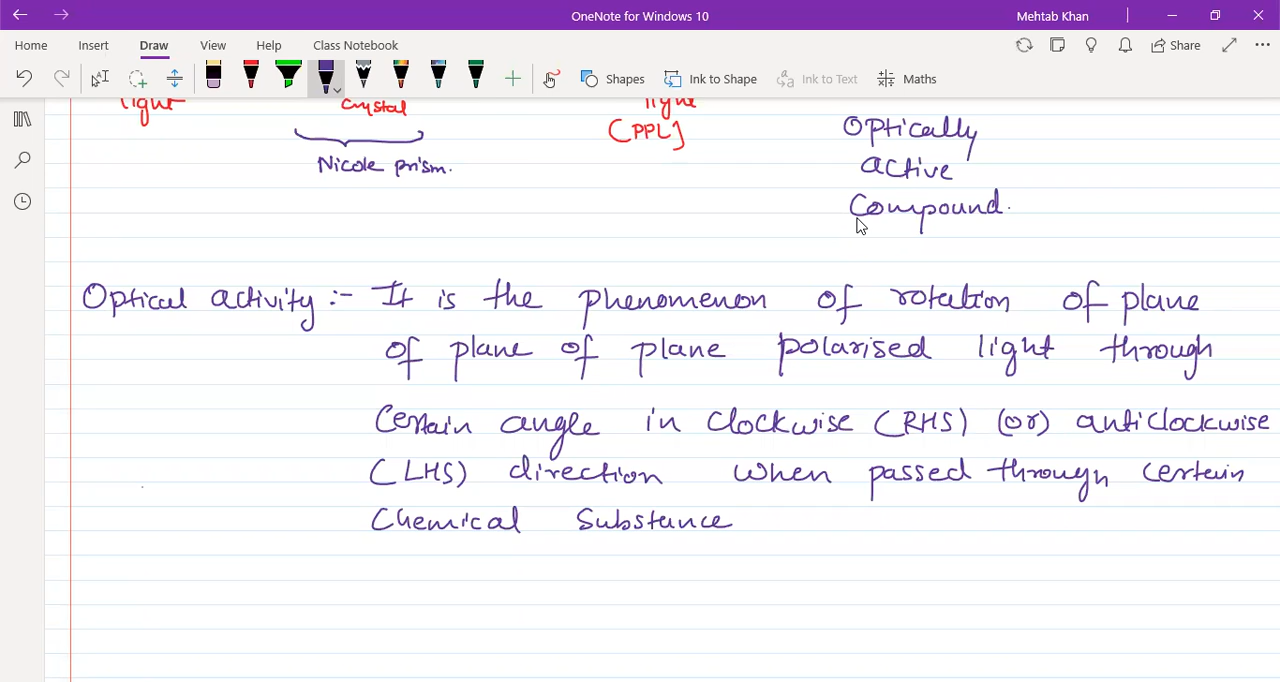 OneNote for Windows 10
Mehtab Khan
Home Insert Draw View Help Class Notebook
Share
Shapes Ink to Shape Ink to Text Maths
light crystal light
[PPL]
Nicole prism.
Optically
active
Compound.
Optical activity :- It is the phenomenon of rotation of plane
of plane of plane polarised light through
Certain angle in clockwise (RHS) (or) anticlockwise
(LHS) direction when passed through certain
Chemical Substance